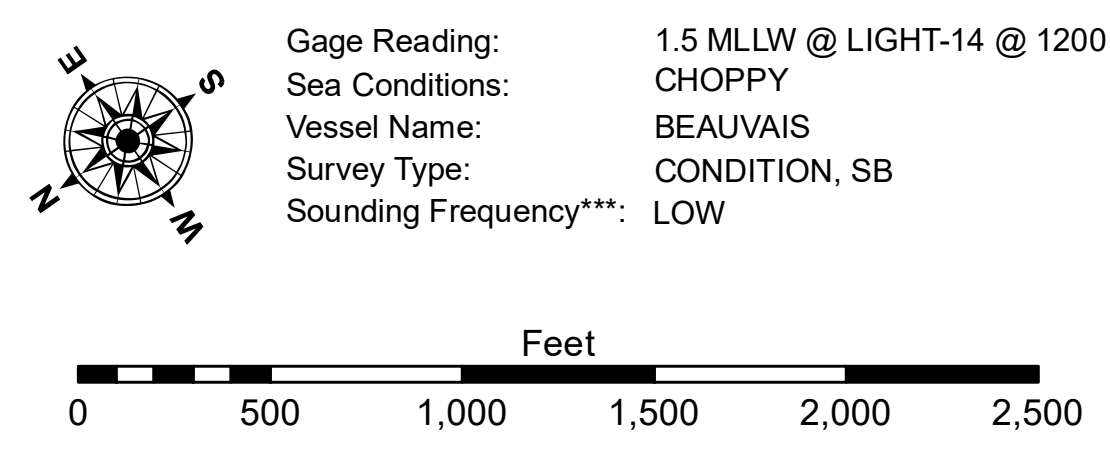 E
S
N
W
Gage Reading: 1.5 MLLW @ LIGHT-14 @ 1200
Sea Conditions: CHOPPY
Vessel Name: BEAUVAIS
Survey Type: CONDITION, SB
Sounding Frequency***: LOW
Feet
0 500 1,000 1,500 2,000 2,500